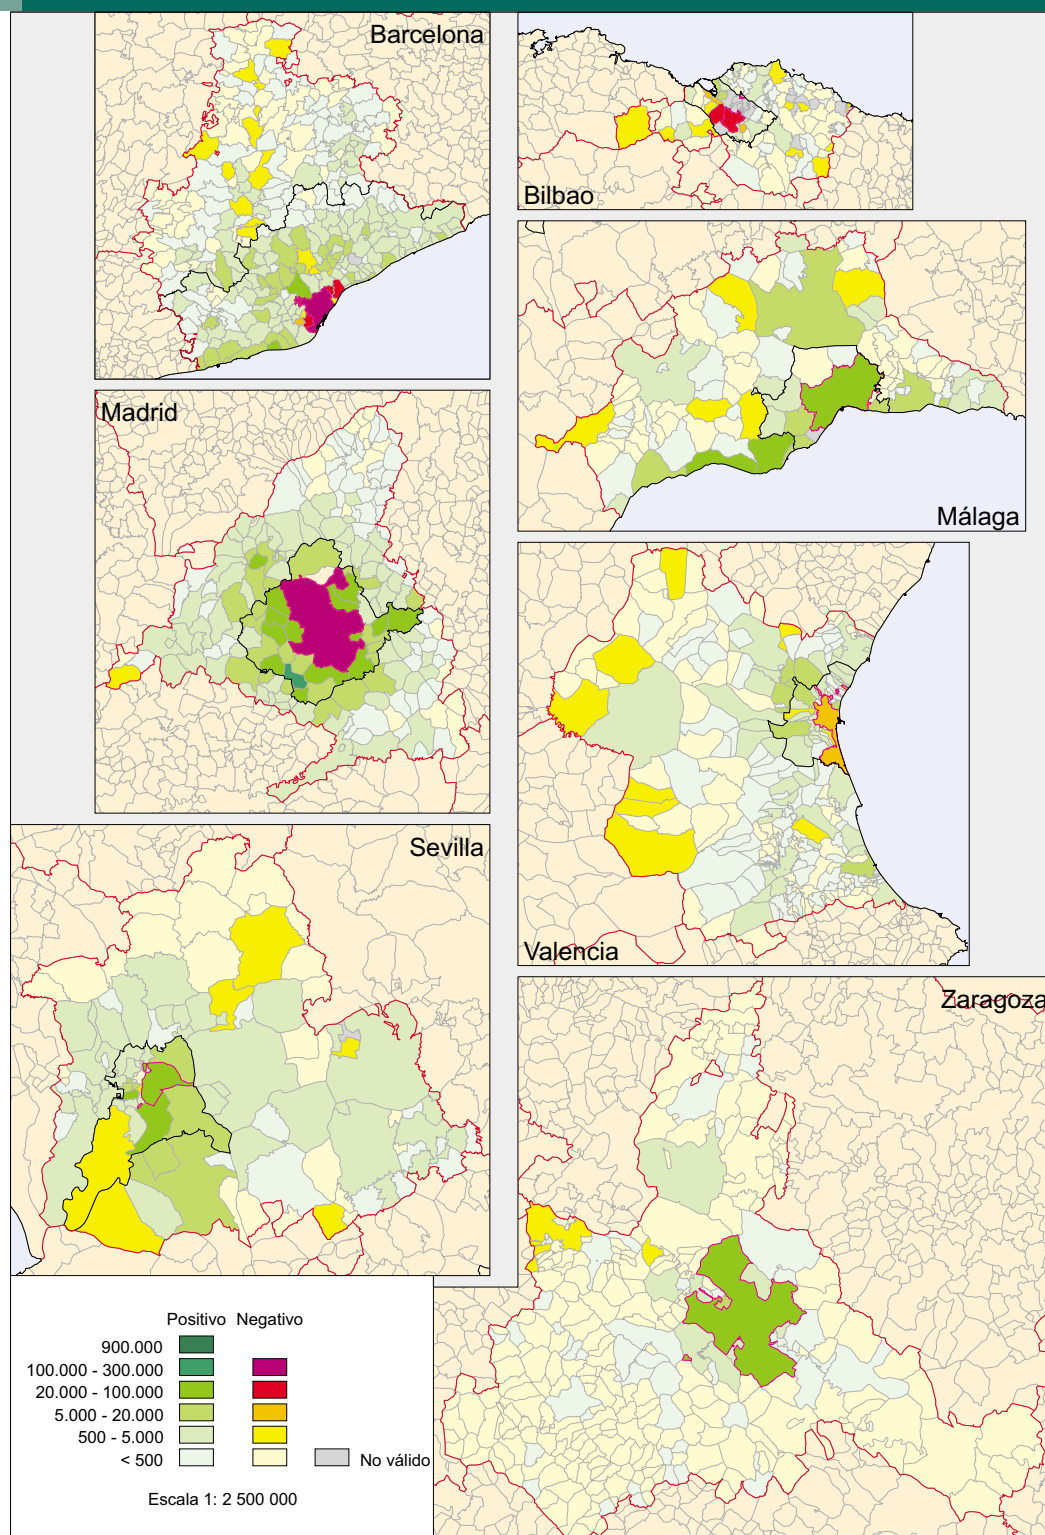 Barcelona
Bilbao
Madrid
Málaga
Sevilla
Valencia
Zaragoza
Positivo Negativo
900.000
100.000 - 300.000
20.000 - 100.000
5.000 - 20.000
500 - 5.000
< 500 No válido
Escala 1: 2 500 000